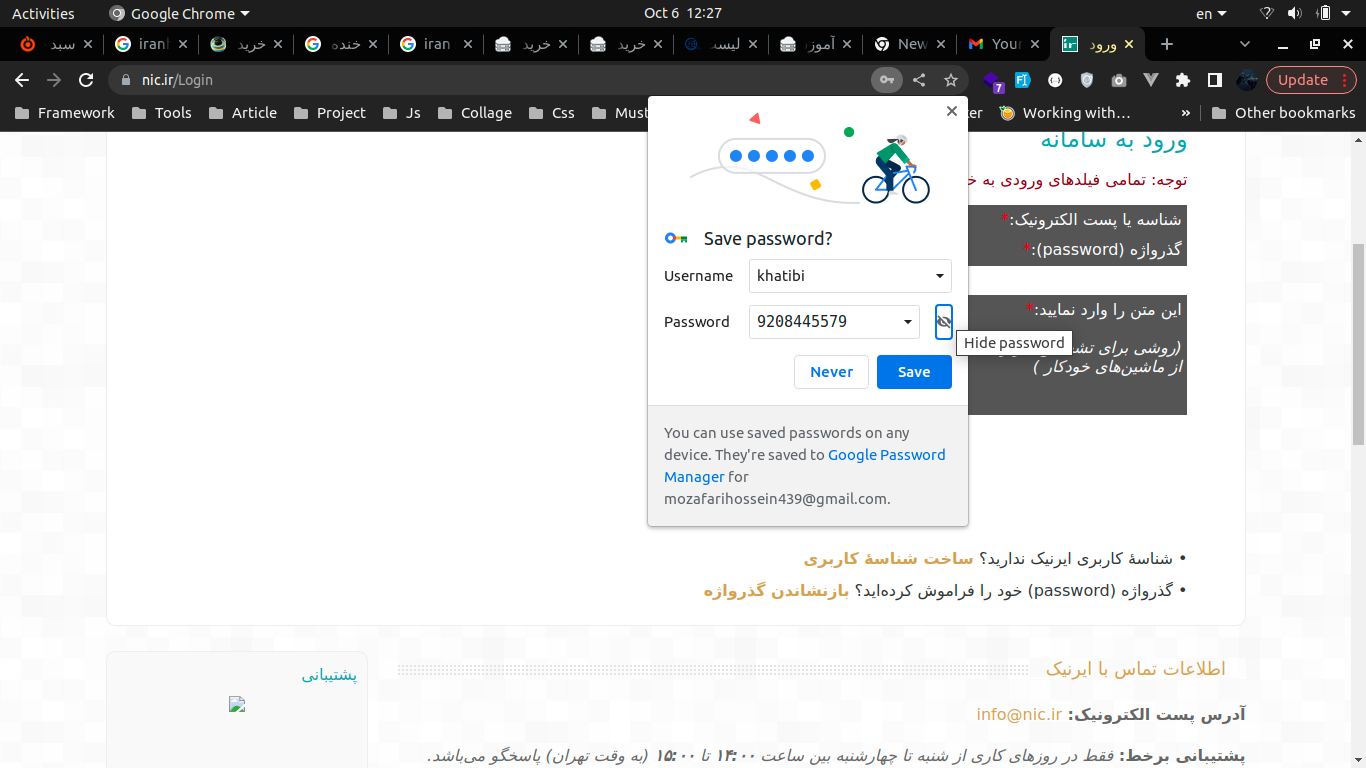 Activities Google Chrome Oct 6 12:27 en
سبد iranl خرید خنده iran خرید خرید لیست آموزش New Your ورود
nic.ir/Login 7 Update
Framework Tools Article Project Js Collage Css Must Working with… » Other bookmarks
ورود به سامانه
توجه: تمامی فیلدهای ورودی به
شناسه یا پست الکترونیک:*
گذرواژه (password):*
این متن را وارد نمایید:*
(روشی برای
از ماشین‌های خودکار )
Save password?
Username khatibi
Password 9208445579
Hide password
Never Save
You can use saved passwords on any
device. They're saved to Google Password
Manager for
mozafarihossein439@gmail.com.
• شناسهٔ کاربری ایرنیک ندارید؟ ساخت شناسهٔ کاربری
• گذرواژه (password) خود را فراموش کرده‌اید؟ بازنشاندن گذرواژه
اطلاعات تماس با ایرنیک
پشتیبانی
آدرس پست الکترونیک: info@nic.ir
پشتیبانی برخط: فقط در روزهای کاری از شنبه تا چهارشنبه بین ساعت ۱۴:۰۰ تا ۱۵:۰۰ (به وقت تهران) پاسخگو می‌باشد.